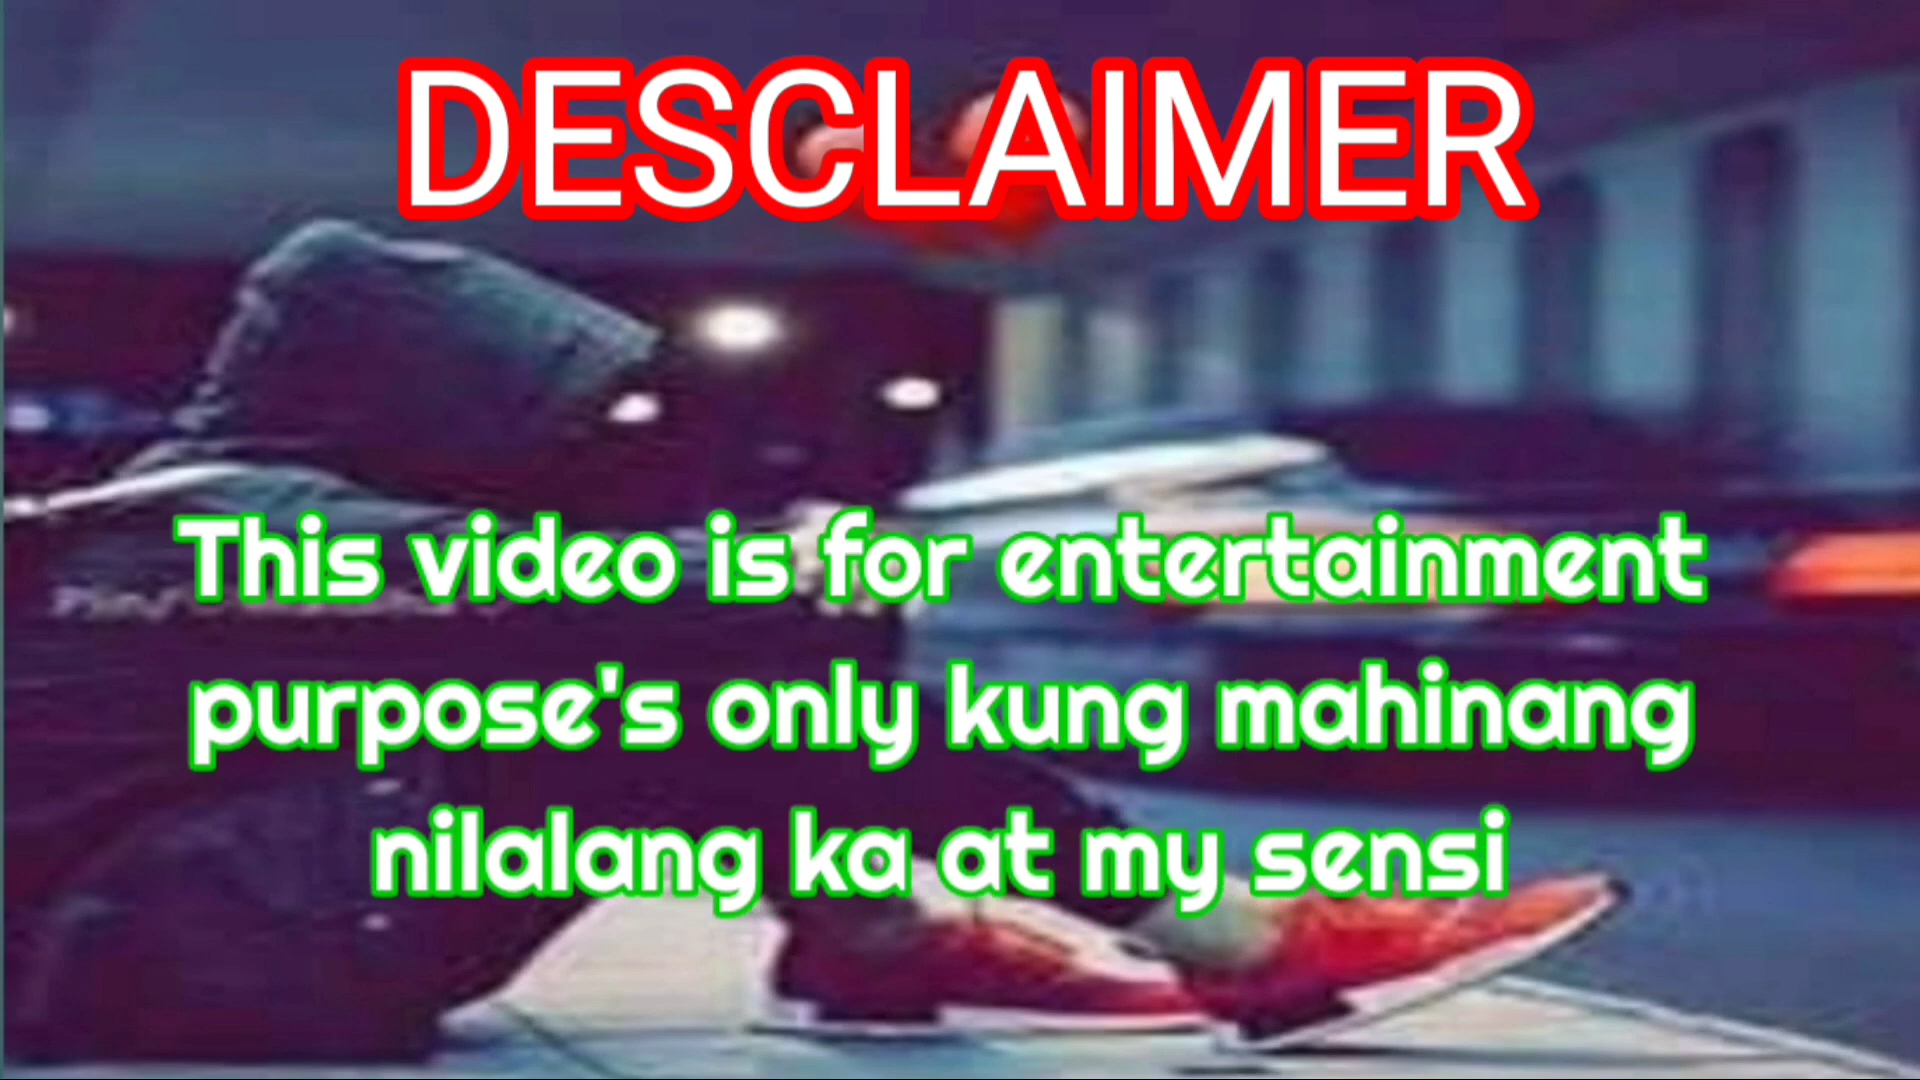 DESCLAIMER
This video is for entertainment
purpose's only kung mahinang
nilalang ka at my sensi